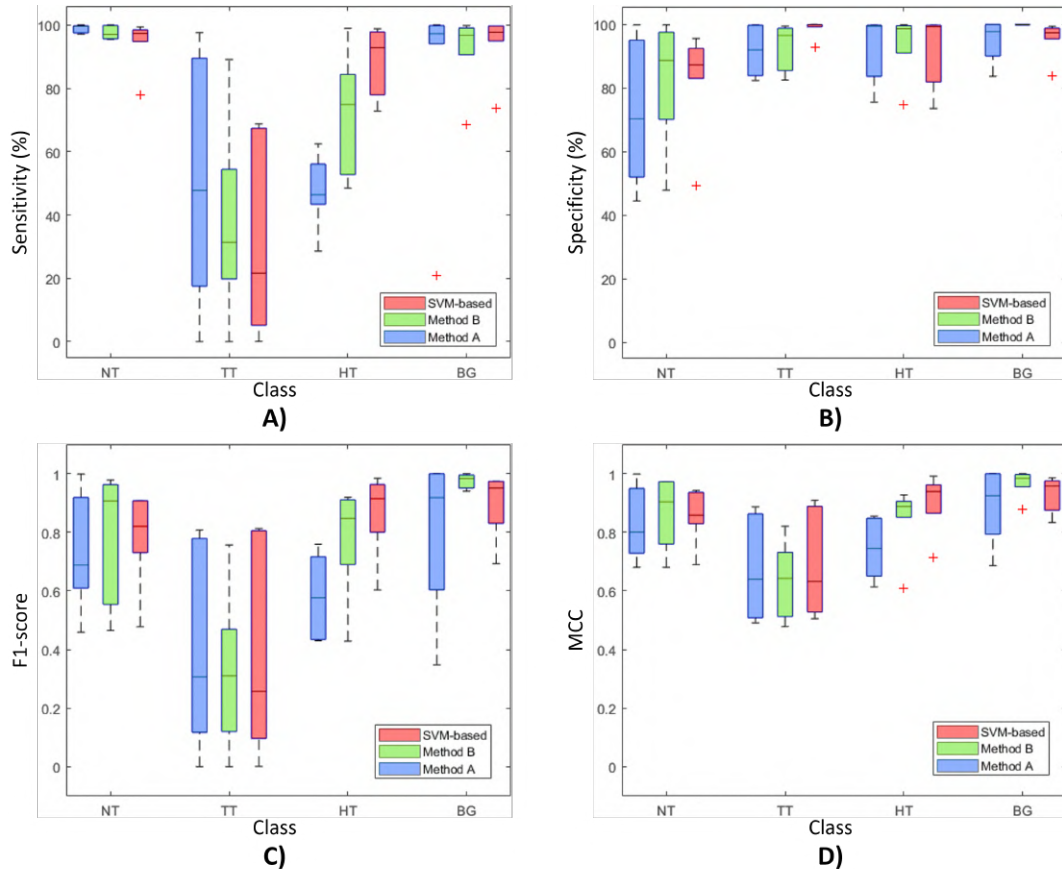 100
80
60
40
20
0
Sensitivity (%)
SVM-based
Method B
Method A
NT TT HT BG
Class
A)
100
80
60
40
20
0
Specificity (%)
SVM-based
Method B
Method A
NT TT HT BG
Class
B)
1
0.8
0.6
0.4
0.2
0
F1-score
SVM-based
Method B
Method A
NT TT HT BG
Class
C)
1
0.8
0.6
0.4
0.2
0
MCC
SVM-based
Method B
Method A
NT TT HT BG
Class
D)